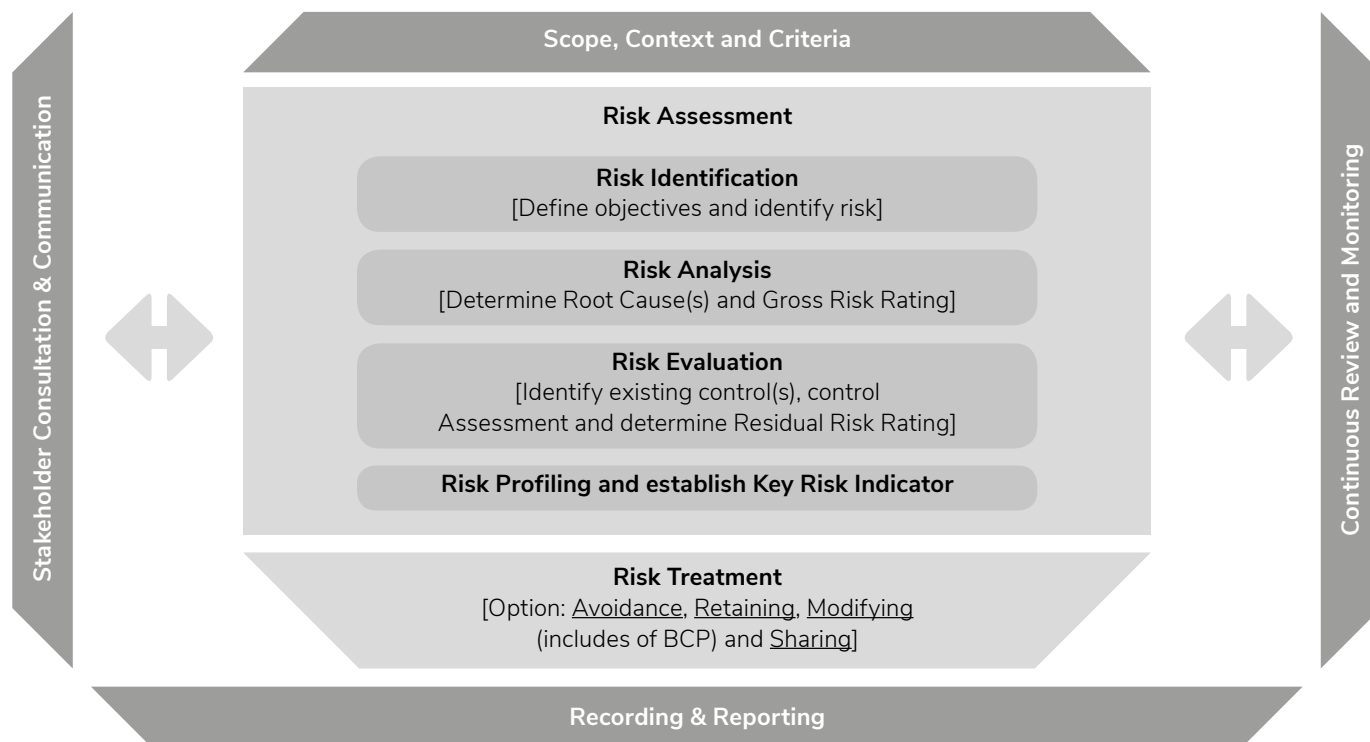 Scope, Context and Criteria
Stakeholder Consultation & Communication
Risk Assessment
Risk Identification
[Define objectives and identify risk]
Risk Analysis
[Determine Root Cause(s) and Gross Risk Rating]
Risk Evaluation
[Identify existing control(s), control
Assessment and determine Residual Risk Rating]
Risk Profiling and establish Key Risk Indicator
Risk Treatment
[Option: Avoidance, Retaining, Modifying
(includes of BCP) and Sharing]
Continuous Review and Monitoring
Recording & Reporting